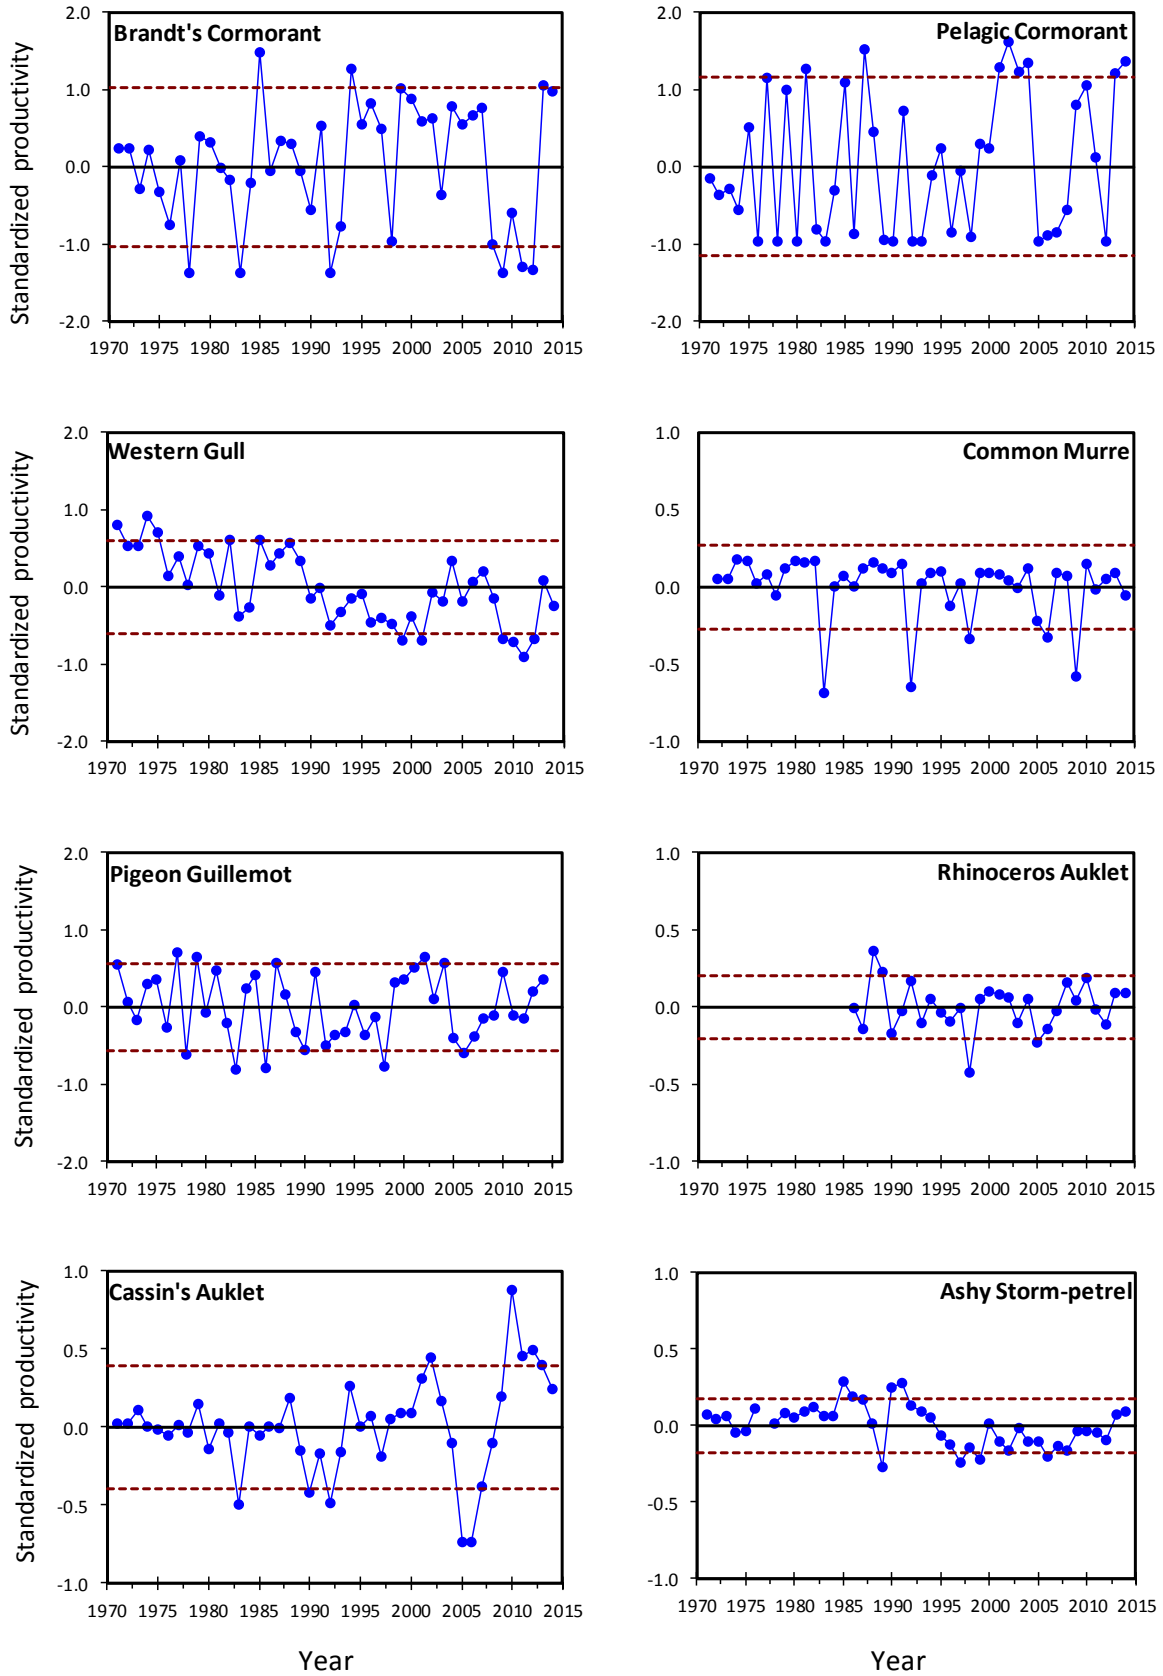 Brandt's Cormorant
Standardized productivity
2.0
1.0
0.0
-1.0
-2.0
1970 1975 1980 1985 1990 1995 2000 2005 2010 2015
Pelagic Cormorant
2.0
1.0
0.0
-1.0
-2.0
1970 1975 1980 1985 1990 1995 2000 2005 2010 2015
Western Gull
Standardized productivity
2.0
1.0
0.0
-1.0
-2.0
1970 1975 1980 1985 1990 1995 2000 2005 2010 2015
Common Murre
1.0
0.5
0.0
-0.5
-1.0
1970 1975 1980 1985 1990 1995 2000 2005 2010 2015
Pigeon Guillemot
Standardized productivity
2.0
1.0
0.0
-1.0
-2.0
1970 1975 1980 1985 1990 1995 2000 2005 2010 2015
Rhinoceros Auklet
1.0
0.5
0.0
-0.5
-1.0
1970 1975 1980 1985 1990 1995 2000 2005 2010 2015
Cassin's Auklet
Standardized productivity
1.0
0.5
0.0
-0.5
-1.0
1970 1975 1980 1985 1990 1995 2000 2005 2010 2015
Year
Ashy Storm-petrel
1.0
0.5
0.0
-0.5
-1.0
1970 1975 1980 1985 1990 1995 2000 2005 2010 2015
Year